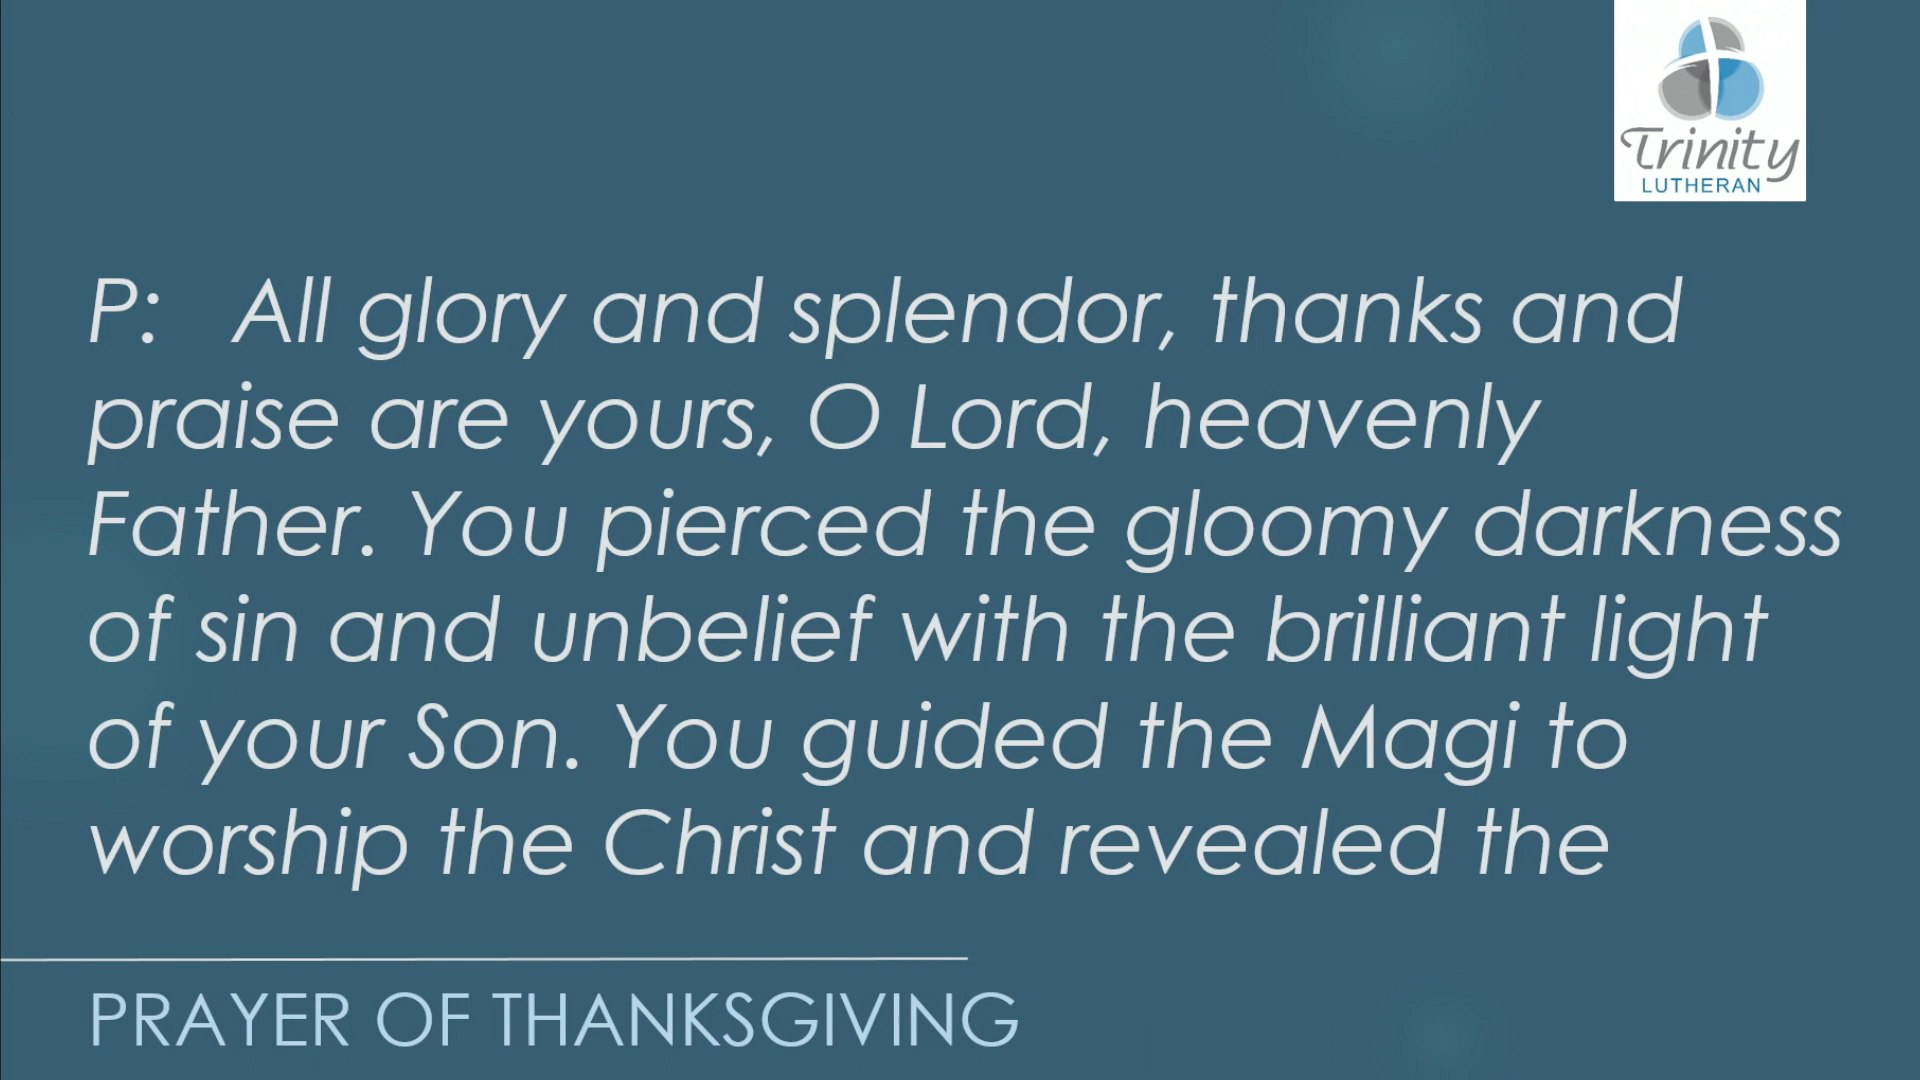 Trinity
LUTHERAN
P: All glory and splendor, thanks and
praise are yours, O Lord, heavenly
Father. You pierced the gloomy darkness
of sin and unbelief with the brilliant light
of your Son. You guided the Magi to
worship the Christ and revealed the
PRAYER OF THANKSGIVING